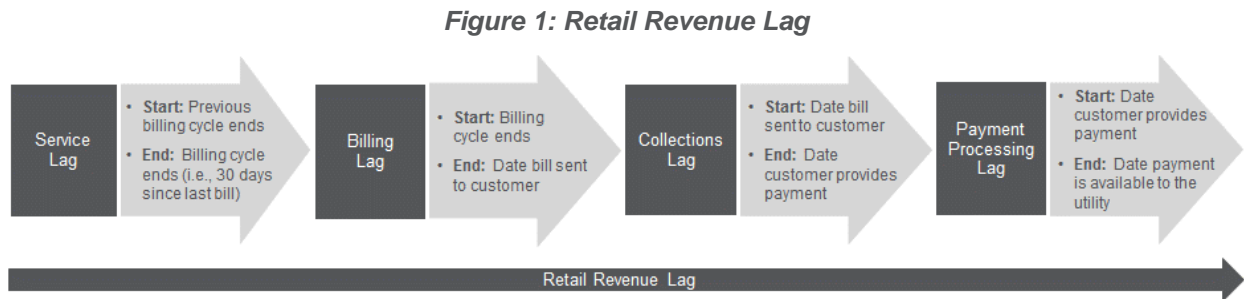 Figure 1: Retail Revenue Lag
Service
Lag
• Start: Previous
billing cycle ends
• End: Billing cycle
ends (i.e., 30 days
since last bill)
Billing
Lag
• Start: Billing
cycle ends
• End: Date bill sent
to customer
Collections
Lag
• Start: Date bill
sent to customer
• End: Date
customer provides
payment
Payment
Processing
Lag
• Start: Date
customer provides
payment
• End: Date payment
is available to the
utility
Retail Revenue Lag